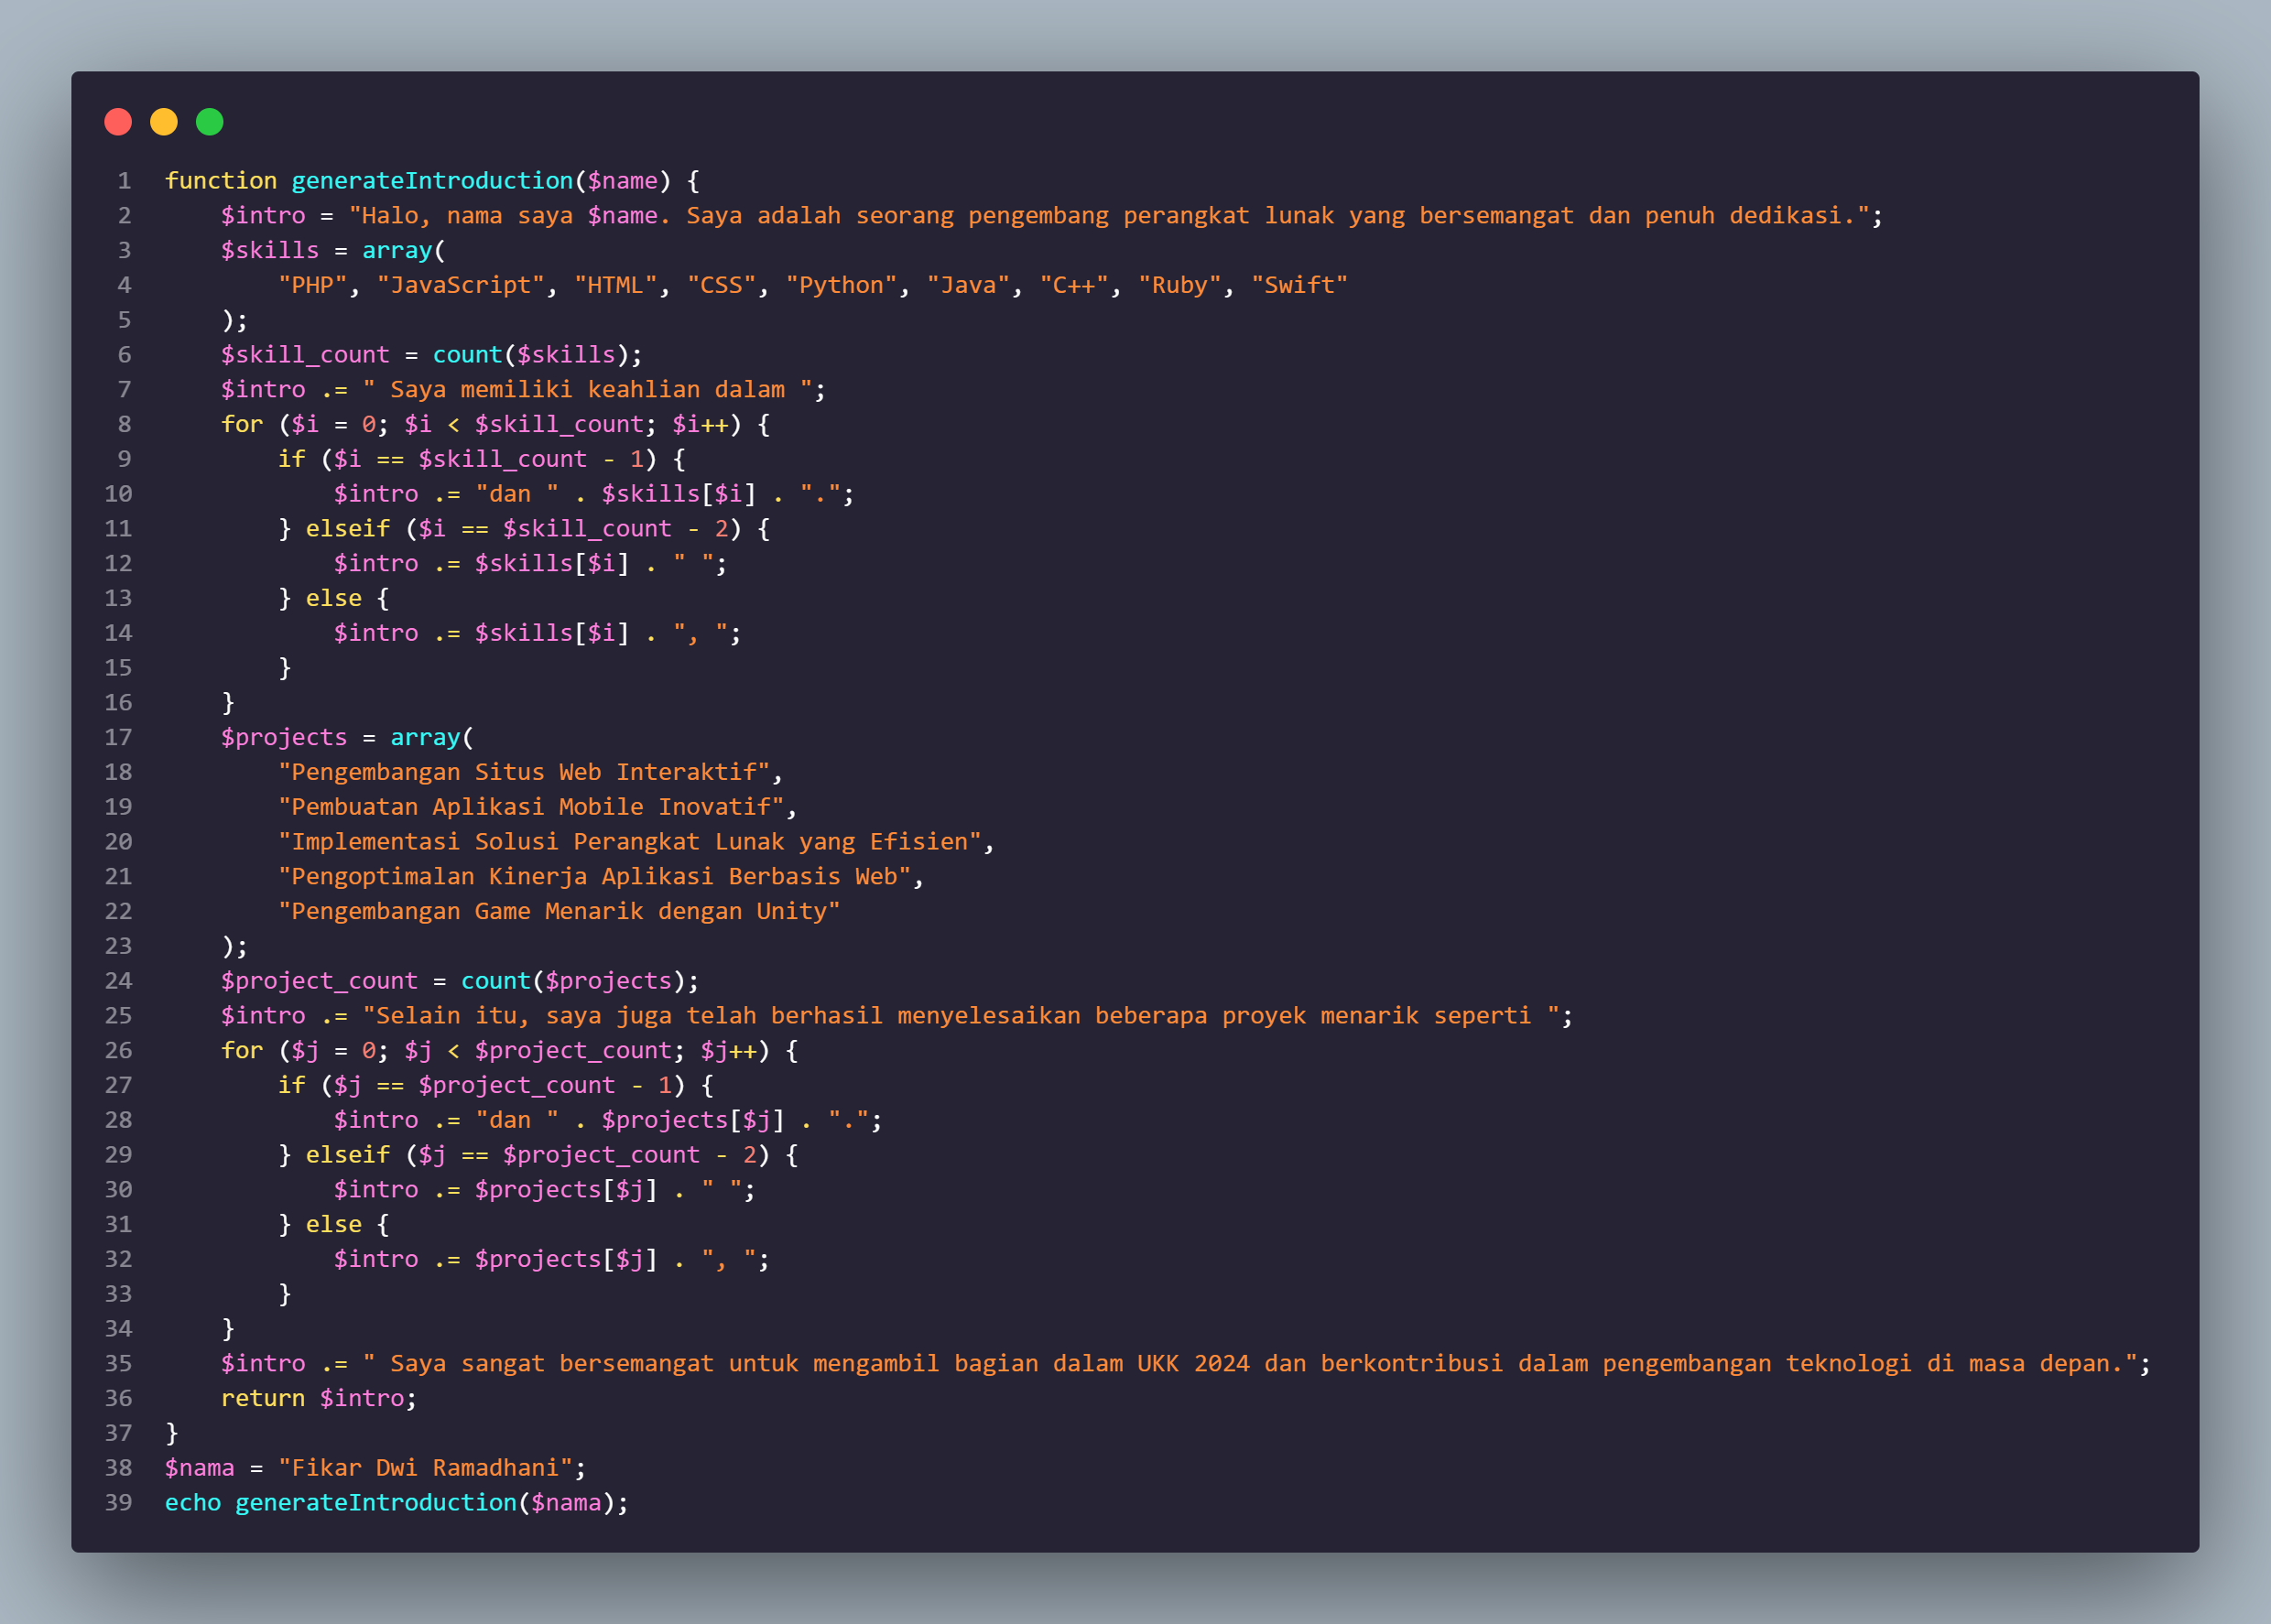 1 function generateIntroduction($name) {
2     $intro = "Halo, nama saya $name. Saya adalah seorang pengembang perangkat lunak yang bersemangat dan penuh dedikasi.";
3     $skills = array(
4         "PHP", "JavaScript", "HTML", "CSS", "Python", "Java", "C++", "Ruby", "Swift"
5     );
6     $skill_count = count($skills);
7     $intro .= " Saya memiliki keahlian dalam ";
8     for ($i = 0; $i < $skill_count; $i++) {
9         if ($i == $skill_count - 1) {
10             $intro .= "dan " . $skills[$i] . ".";
11         } elseif ($i == $skill_count - 2) {
12             $intro .= $skills[$i] . " ";
13         } else {
14             $intro .= $skills[$i] . ", ";
15         }
16     }
17     $projects = array(
18         "Pengembangan Situs Web Interaktif",
19         "Pembuatan Aplikasi Mobile Inovatif",
20         "Implementasi Solusi Perangkat Lunak yang Efisien",
21         "Pengoptimalan Kinerja Aplikasi Berbasis Web",
22         "Pengembangan Game Menarik dengan Unity"
23     );
24     $project_count = count($projects);
25     $intro .= "Selain itu, saya juga telah berhasil menyelesaikan beberapa proyek menarik seperti ";
26     for ($j = 0; $j < $project_count; $j++) {
27         if ($j == $project_count - 1) {
28             $intro .= "dan " . $projects[$j] . ".";
29         } elseif ($j == $project_count - 2) {
30             $intro .= $projects[$j] . " ";
31         } else {
32             $intro .= $projects[$j] . ", ";
33         }
34     }
35     $intro .= " Saya sangat bersemangat untuk mengambil bagian dalam UKK 2024 dan berkontribusi dalam pengembangan teknologi di masa depan.";
36     return $intro;
37 }
38 $nama = "Fikar Dwi Ramadhani";
39 echo generateIntroduction($nama);